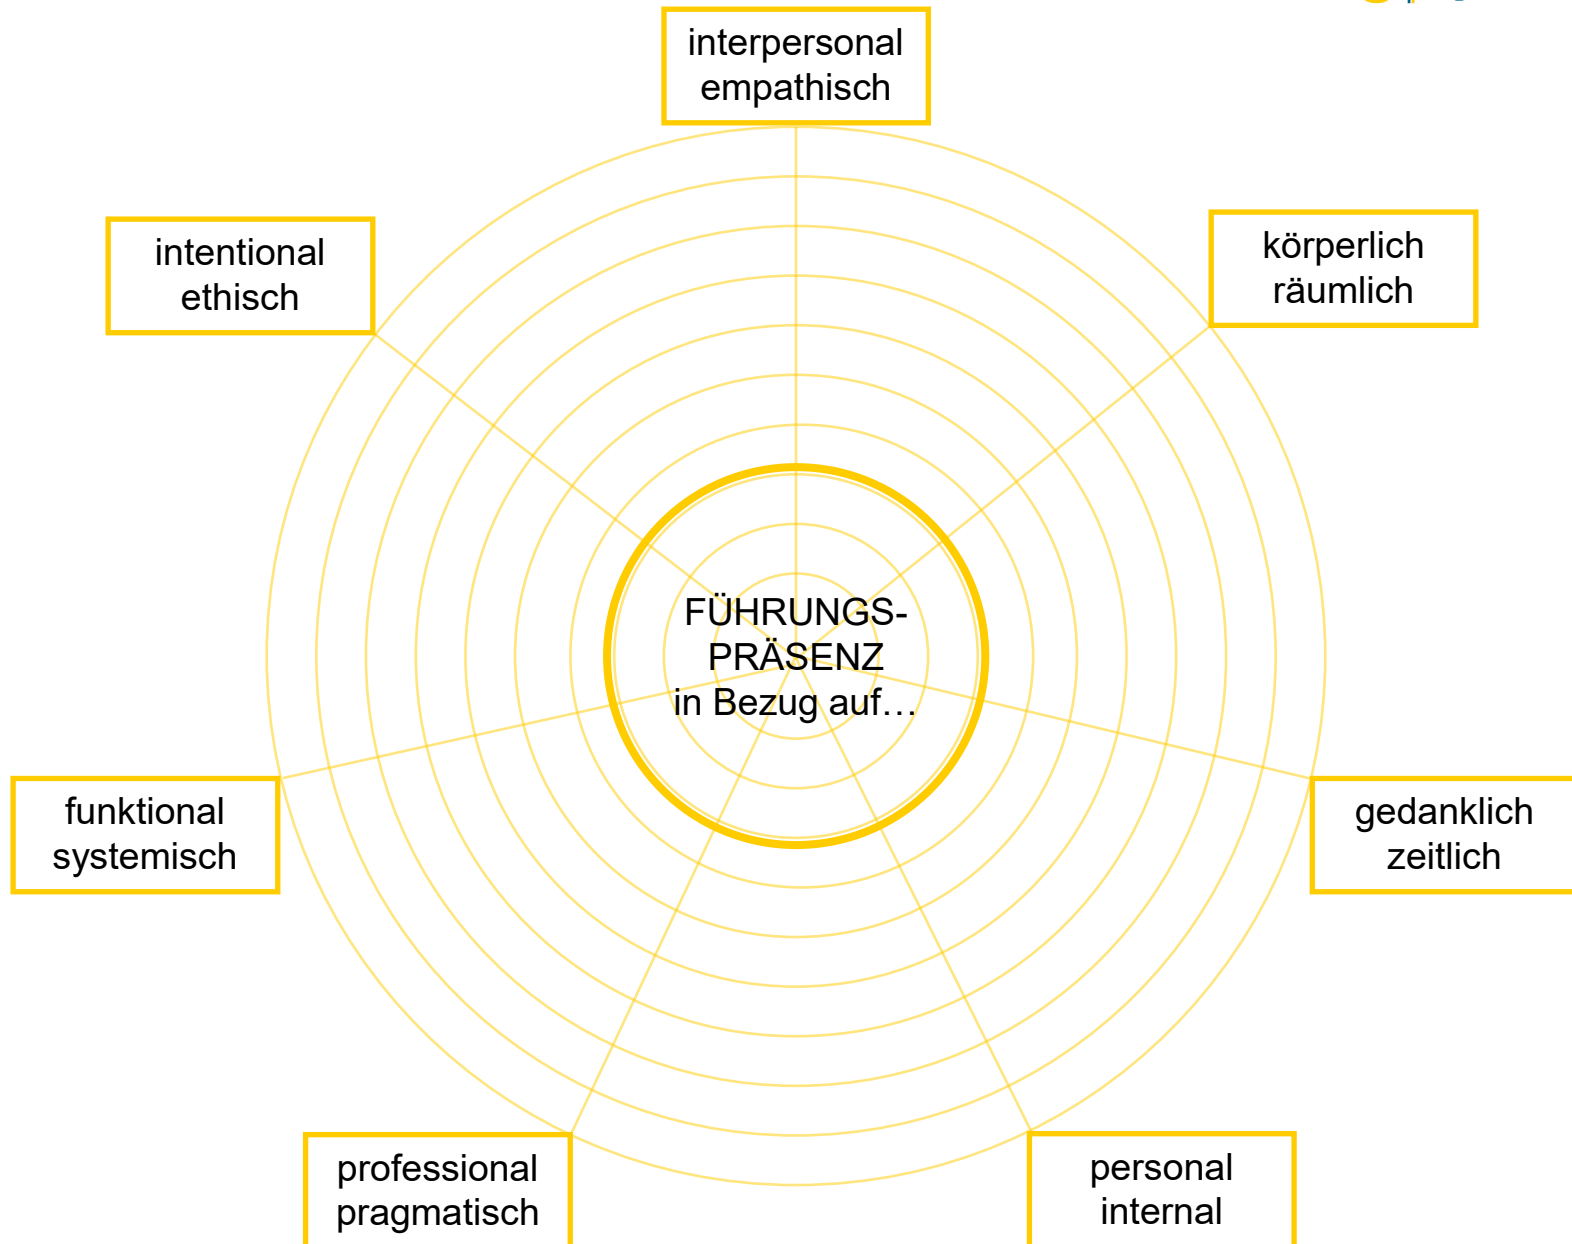 interpersonal
empathisch
intentional
ethisch
körperlich
räumlich
FÜHRUNGS-
PRÄSENZ
in Bezug auf…
funktional
systemisch
gedanklich
zeitlich
professional
pragmatisch
personal
internal